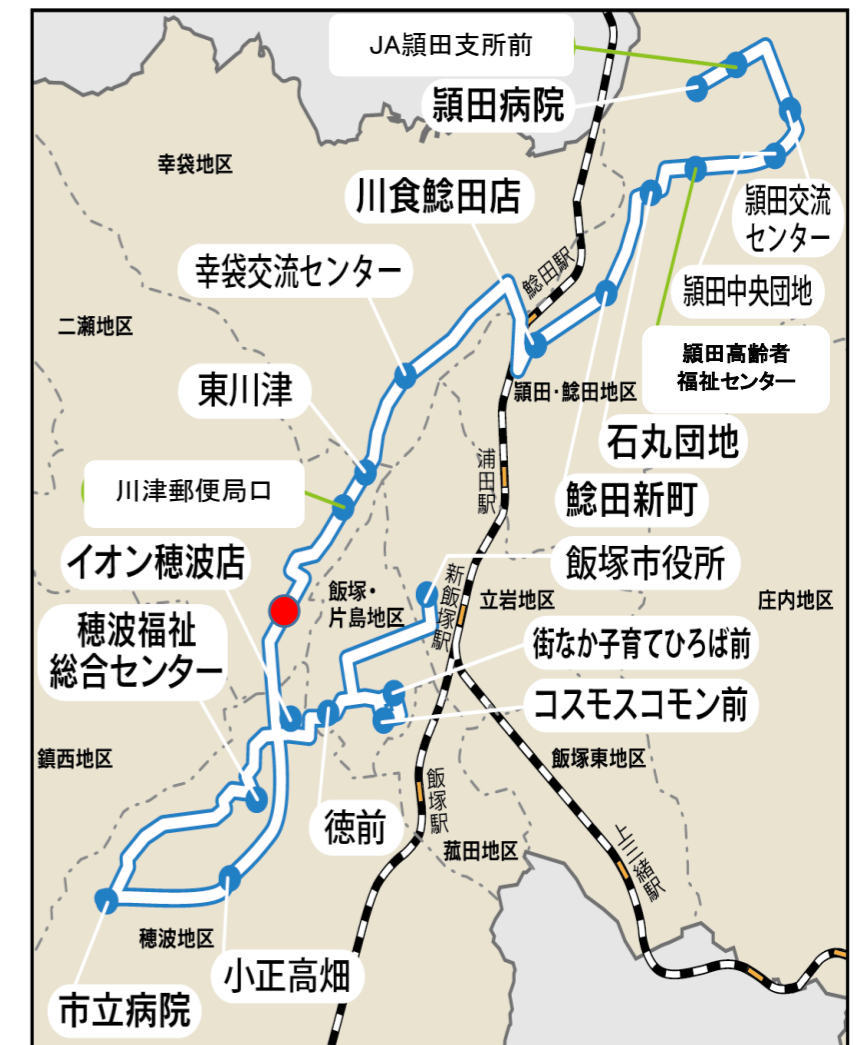 JA頴田支所前
頴田病院
幸袋地区
川食鯰田店
頴田交流
センター
幸袋交流センター
鯰田駅
頴田中央団地
二瀬地区
頴田高齢者
福祉センター
東川津
頴田・鯰田地区
石丸団地
浦田駅
川津郵便局口
鯰田新町
イオン穂波店
飯塚市役所
新飯塚駅
飯塚・
片島地区
立岩地区
庄内地区
穂波福祉
総合センター
街なか子育てひろば前
コスモスコモン前
鎮西地区
飯塚東地区
飯塚駅
徳前
上三緒駅
菰田地区
穂波地区
小正高畑
市立病院